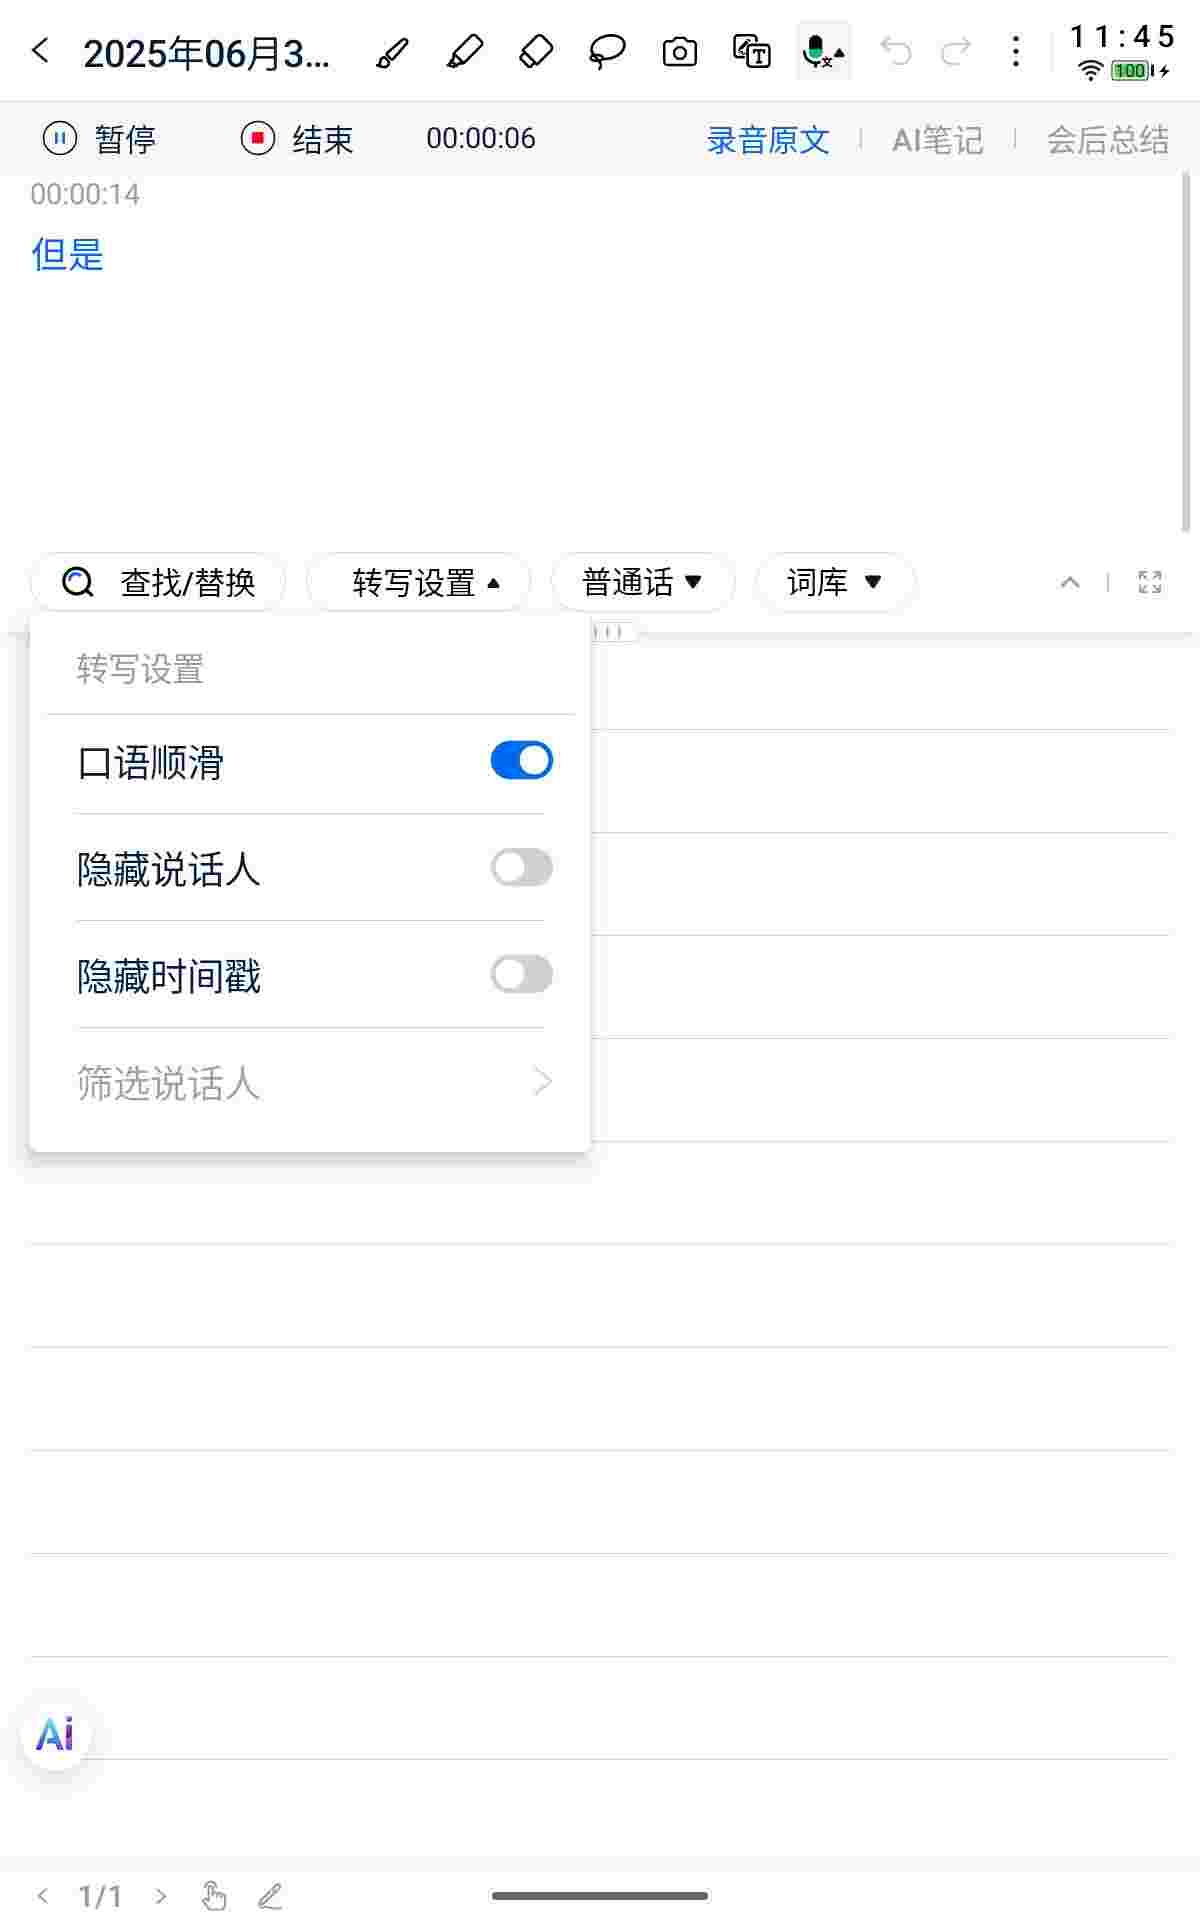 2025年06月3...
11:45
100
暂停
结束
00:00:06
录音原文
AI笔记
会后总结
00:00:14
但是
查找/替换
转写设置
普通话
词库
转写设置
口语顺滑
隐藏说话人
隐藏时间戳
筛选说话人
Ai
1/1